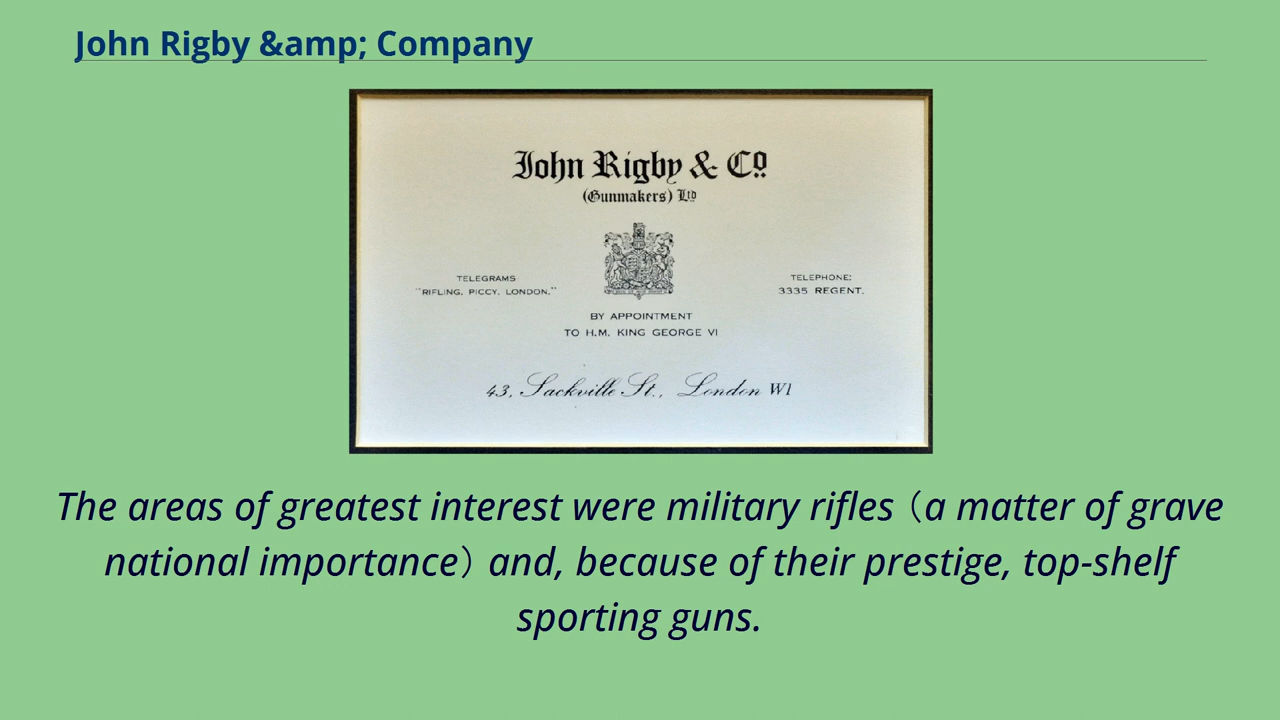 John Rigby &amp; Company
John Rigby & Co.
(Gunmakers) Ltd
TELEGRAMS
"RIFLING, PICCY, LONDON."
TELEPHONE:
3335 REGENT.
BY APPOINTMENT
TO H.M. KING GEORGE VI
43, Sackville St., London W1
The areas of greatest interest were military rifles (a matter of grave
national importance) and, because of their prestige, top-shelf
sporting guns.